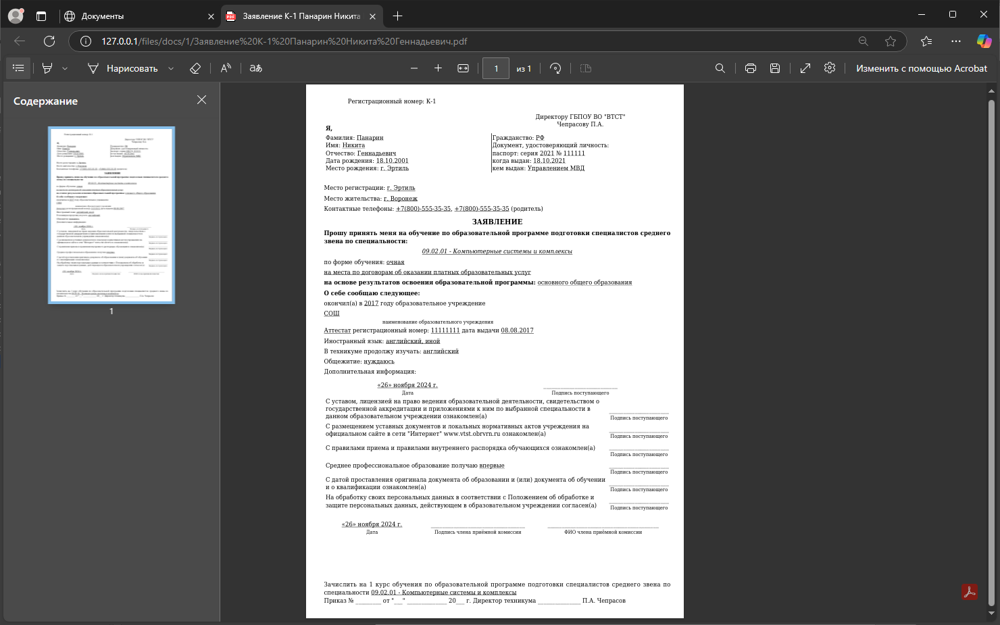 Документы
Заявление К-1 Панарин Никита
127.0.0.1/files/docs/1/Заявление%20К-1%20Панарин%20Никита%20Геннадьевич.pdf
Нарисовать
1 из 1
Изменить с помощью Acrobat
Содержание
1
Регистрационный номер: К-1
Директору ГБПОУ ВО "ВТСТ"
Чепрасову П.А.
Я,
Фамилия: Панарин
Имя: Никита
Отчество: Геннадьевич
Дата рождения: 18.10.2001
Место рождения: г. Эртиль
Гражданство: РФ
Документ, удостоверяющий личность:
паспорт: серия 2021 № 111111
когда выдан: 18.10.2021
кем выдан: Управлением МВД
Место регистрации: г. Эртиль
Место жительства: г. Воронеж
Контактные телефоны: +7(800)-555-35-35, +7(800)-555-35-35 (родитель)
ЗАЯВЛЕНИЕ
Прошу принять меня на обучение по образовательной программе подготовки специалистов среднего
звена по специальности:
09.02.01 - Компьютерные системы и комплексы
по форме обучения: очная
на места по договорам об оказании платных образовательных услуг
на основе результатов освоения образовательной программы: основного общего образования
О себе сообщаю следующее:
окончил(а) в 2017 году образовательное учреждение
СОШ
наименование образовательного учреждения
Аттестат регистрационный номер: 11111111 дата выдачи 08.08.2017
Иностранный язык: английский, иной
В техникуме продолжу изучать: английский
Общежитие: нуждаюсь
Дополнительная информация:
«26» ноября 2024 г. ____________________
Дата Подпись поступающего
С уставом, лицензией на право ведения образовательной деятельности, свидетельством о
государственной аккредитации и приложениями к ним по выбранной специальности в
данном образовательном учреждении ознакомлен(а)
Подпись поступающего
С размещением уставных документов и локальных нормативных актов учреждения на
официальном сайте в сети "Интернет" www.vtst.obrvrn.ru ознакомлен(а)
Подпись поступающего
С правилами приема и правилами внутреннего распорядка обучающихся ознакомлен(а)
Подпись поступающего
Среднее профессиональное образование получаю впервые
Подпись поступающего
С датой проставления оригинала документа об образовании и (или) документа об обучении
и о квалификации ознакомлен(а)
Подпись поступающего
На обработку своих персональных данных в соответствии с Положением об обработке и
защите персональных данных, действующем в образовательном учреждении согласен(а)
Подпись поступающего
«26» ноября 2024 г.
Дата Подпись члена приёмной комиссии ФИО члена приёмной комиссии
Зачислить на 1 курс обучения по образовательной программе подготовки специалистов среднего звена по
специальности 09.02.01 - Компьютерные системы и комплексы
Приказ № ________ от "___" _____________ 20___ г. Директор техникума ______________ П.А. Чепрасов